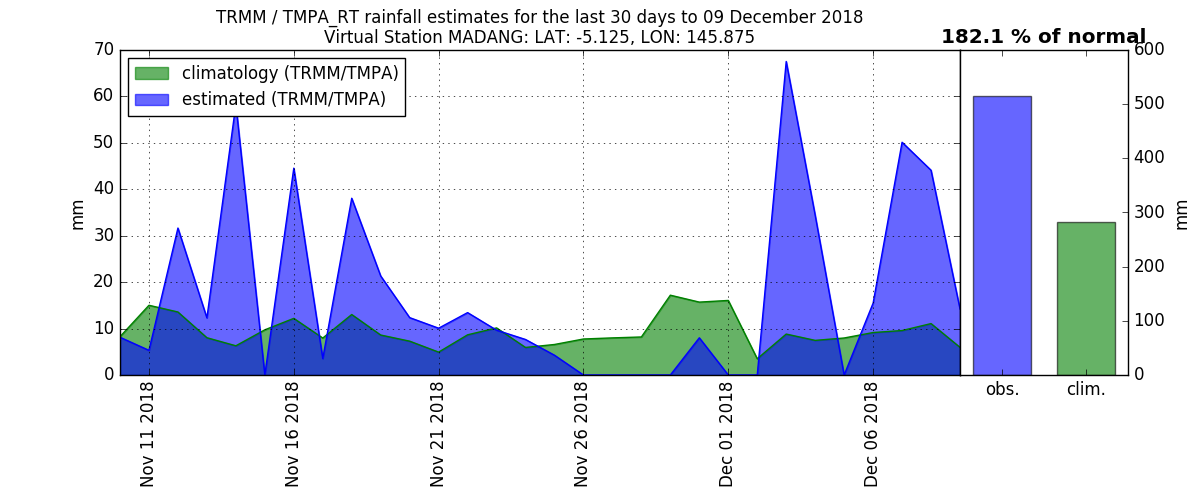 TRMM / TMPA_RT rainfall estimates for the last 30 days to 09 December 2018
Virtual Station MADANG: LAT: -5.125, LON: 145.875
182.1 % of normal
climatology (TRMM/TMPA)
estimated (TRMM/TMPA)
70
60
50
40
30
20
10
0
mm
Nov 11 2018
Nov 16 2018
Nov 21 2018
Nov 26 2018
Dec 01 2018
Dec 06 2018
obs.
clim.
600
500
400
300
200
100
0
mm